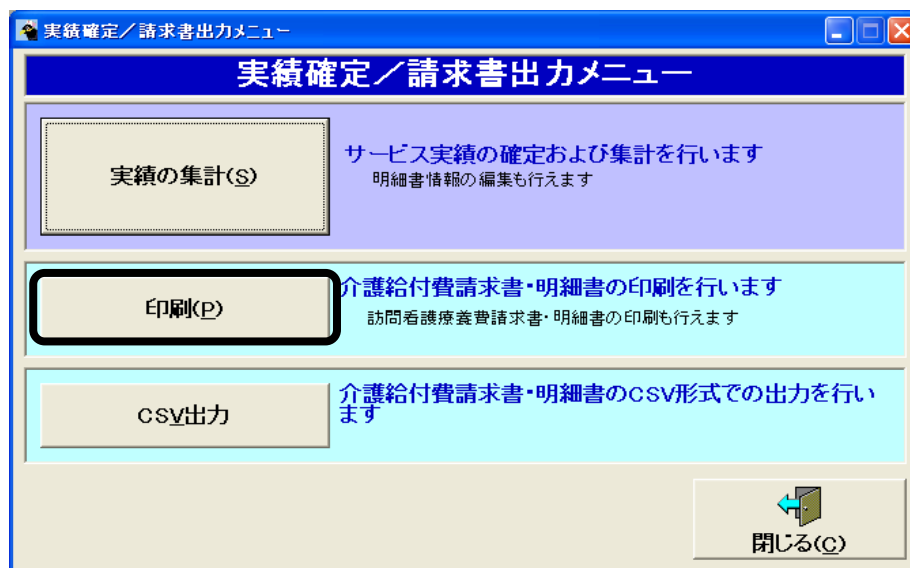 実績確定／請求書出力メニュー
実績確定／請求書出力メニュー
実績の集計(S)
サービス実績の確定および集計を行います
明細書情報の編集も行えます
印刷(P)
介護給付費請求書・明細書の印刷を行います
訪問看護療養費請求書・明細書の印刷も行えます
CSV出力
介護給付費請求書・明細書のCSV形式での出力を行い
ます
閉じる(C)